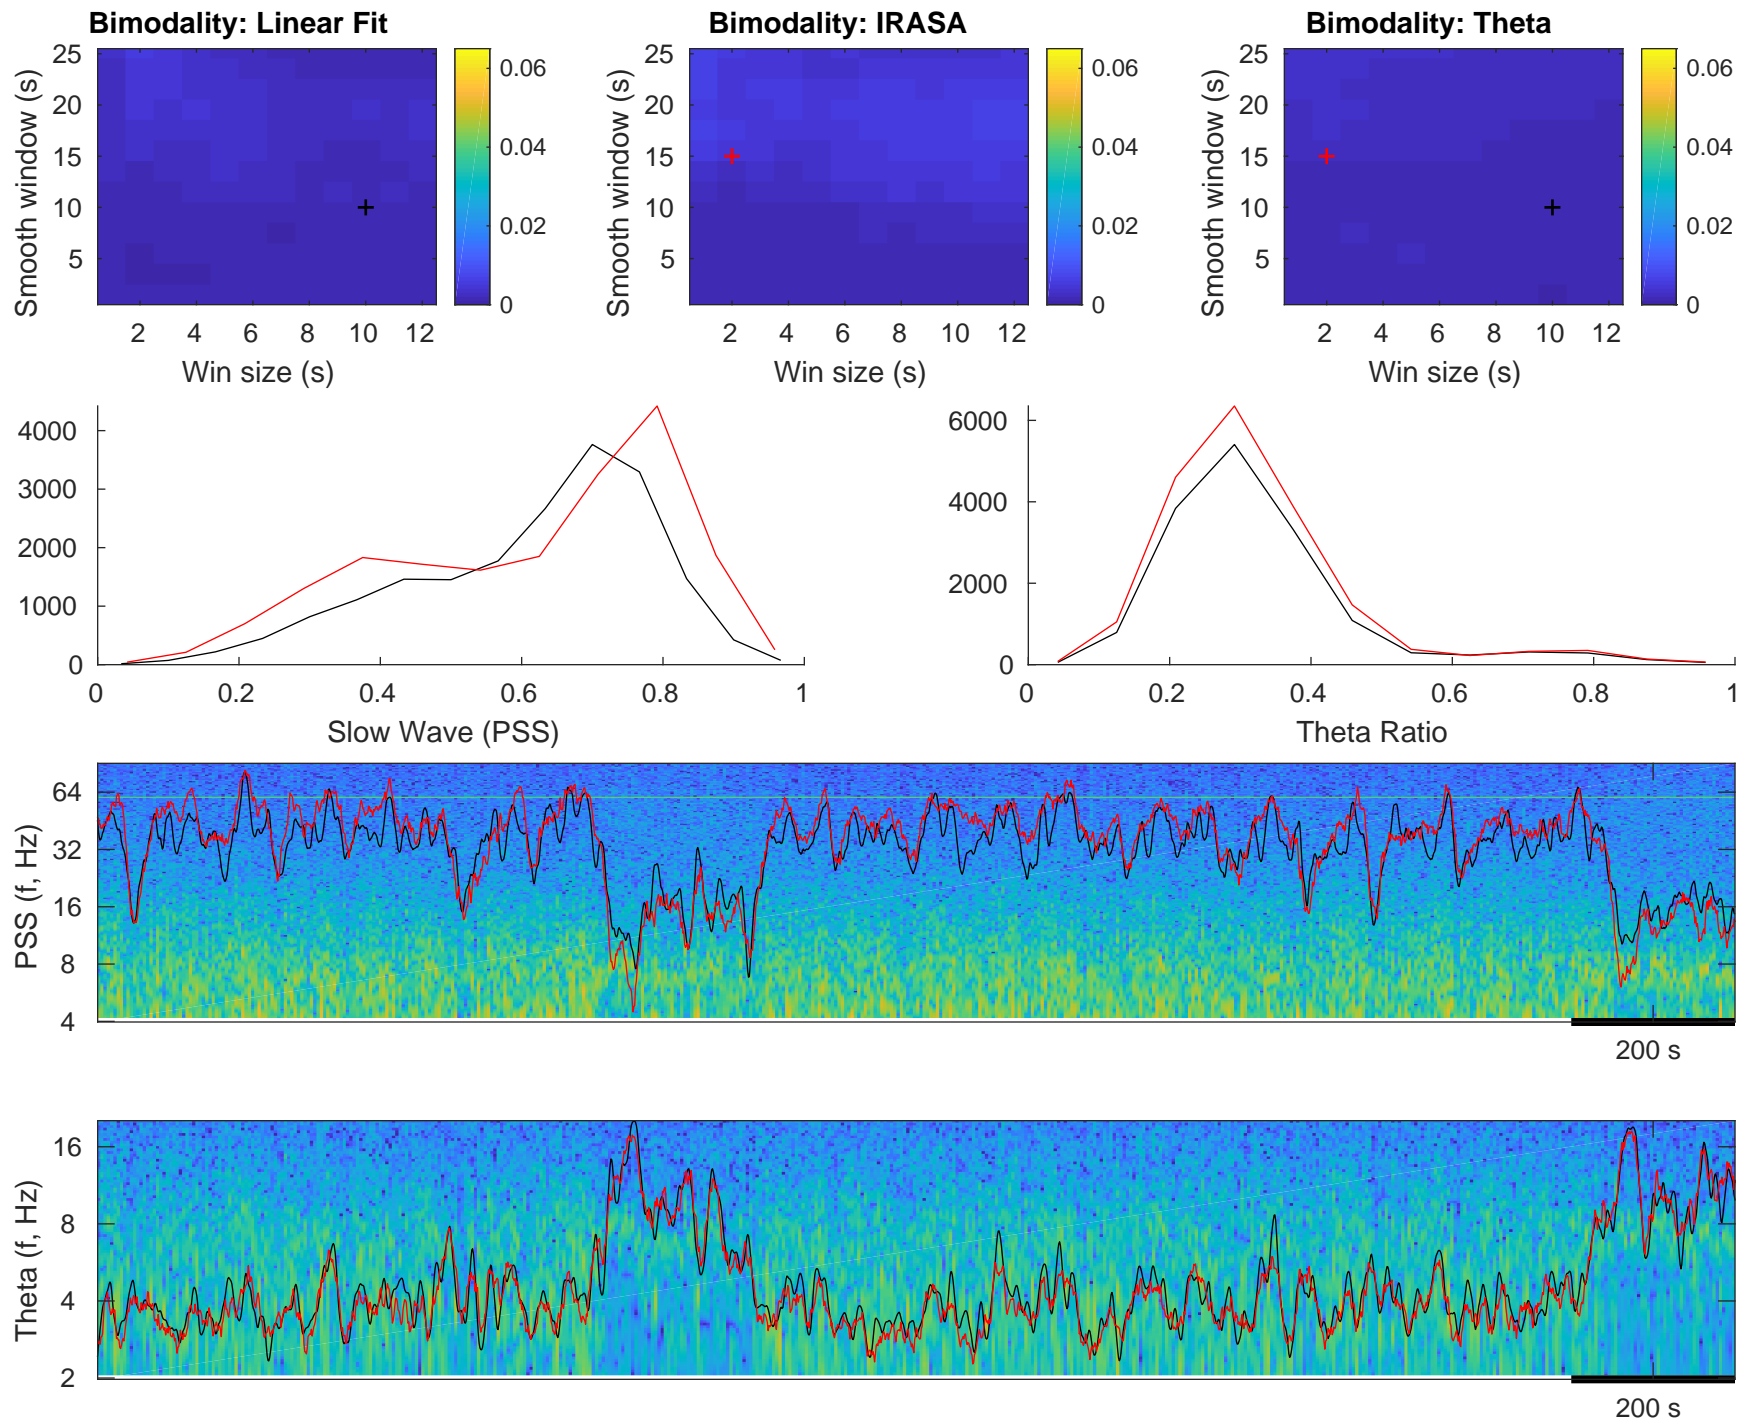 Bimodality: Linear Fit
Bimodality: IRASA
Bimodality: Theta
Smooth window (s)
25
20
15
10
5
2 4 6 8 10 12
Win size (s)
0.06
0.04
0.02
0
Smooth window (s)
25
20
15
10
5
2 4 6 8 10 12
Win size (s)
0.06
0.04
0.02
0
Smooth window (s)
25
20
15
10
5
2 4 6 8 10 12
Win size (s)
0.06
0.04
0.02
0
4000
3000
2000
1000
0
0 0.2 0.4 0.6 0.8 1
Slow Wave (PSS)
6000
4000
2000
0
0 0.2 0.4 0.6 0.8 1
Theta Ratio
PSS (f, Hz)
64
32
16
8
4
200 s
Theta (f, Hz)
16
8
4
2
200 s